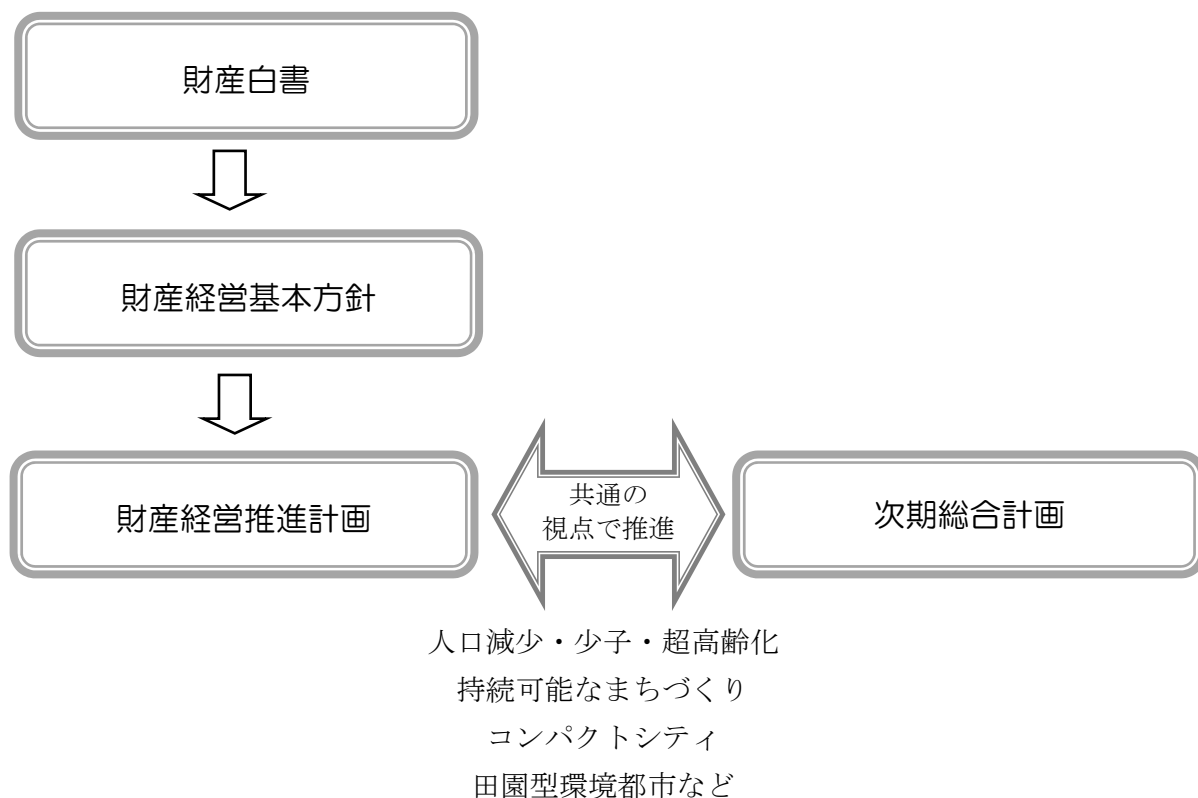 財産白書
財産経営基本方針
財産経営推進計画
共通の
視点で推進
次期総合計画
人口減少・少子・超高齢化
持続可能なまちづくり
コンパクトシティ
田園型環境都市など